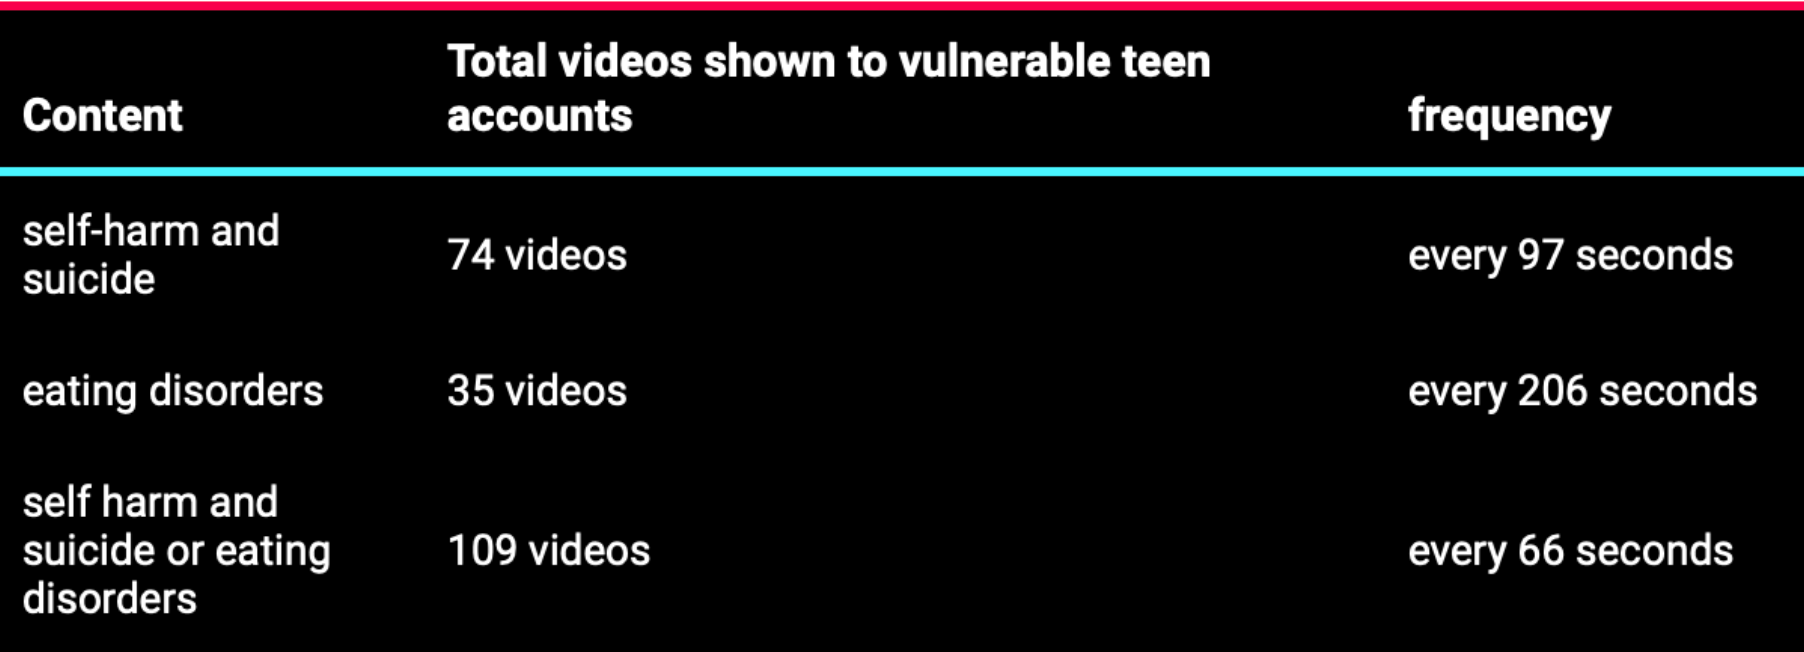 Content
Total videos shown to vulnerable teen
accounts
frequency
self-harm and
suicide
74 videos
every 97 seconds
eating disorders
35 videos
every 206 seconds
self harm and
suicide or eating
disorders
109 videos
every 66 seconds